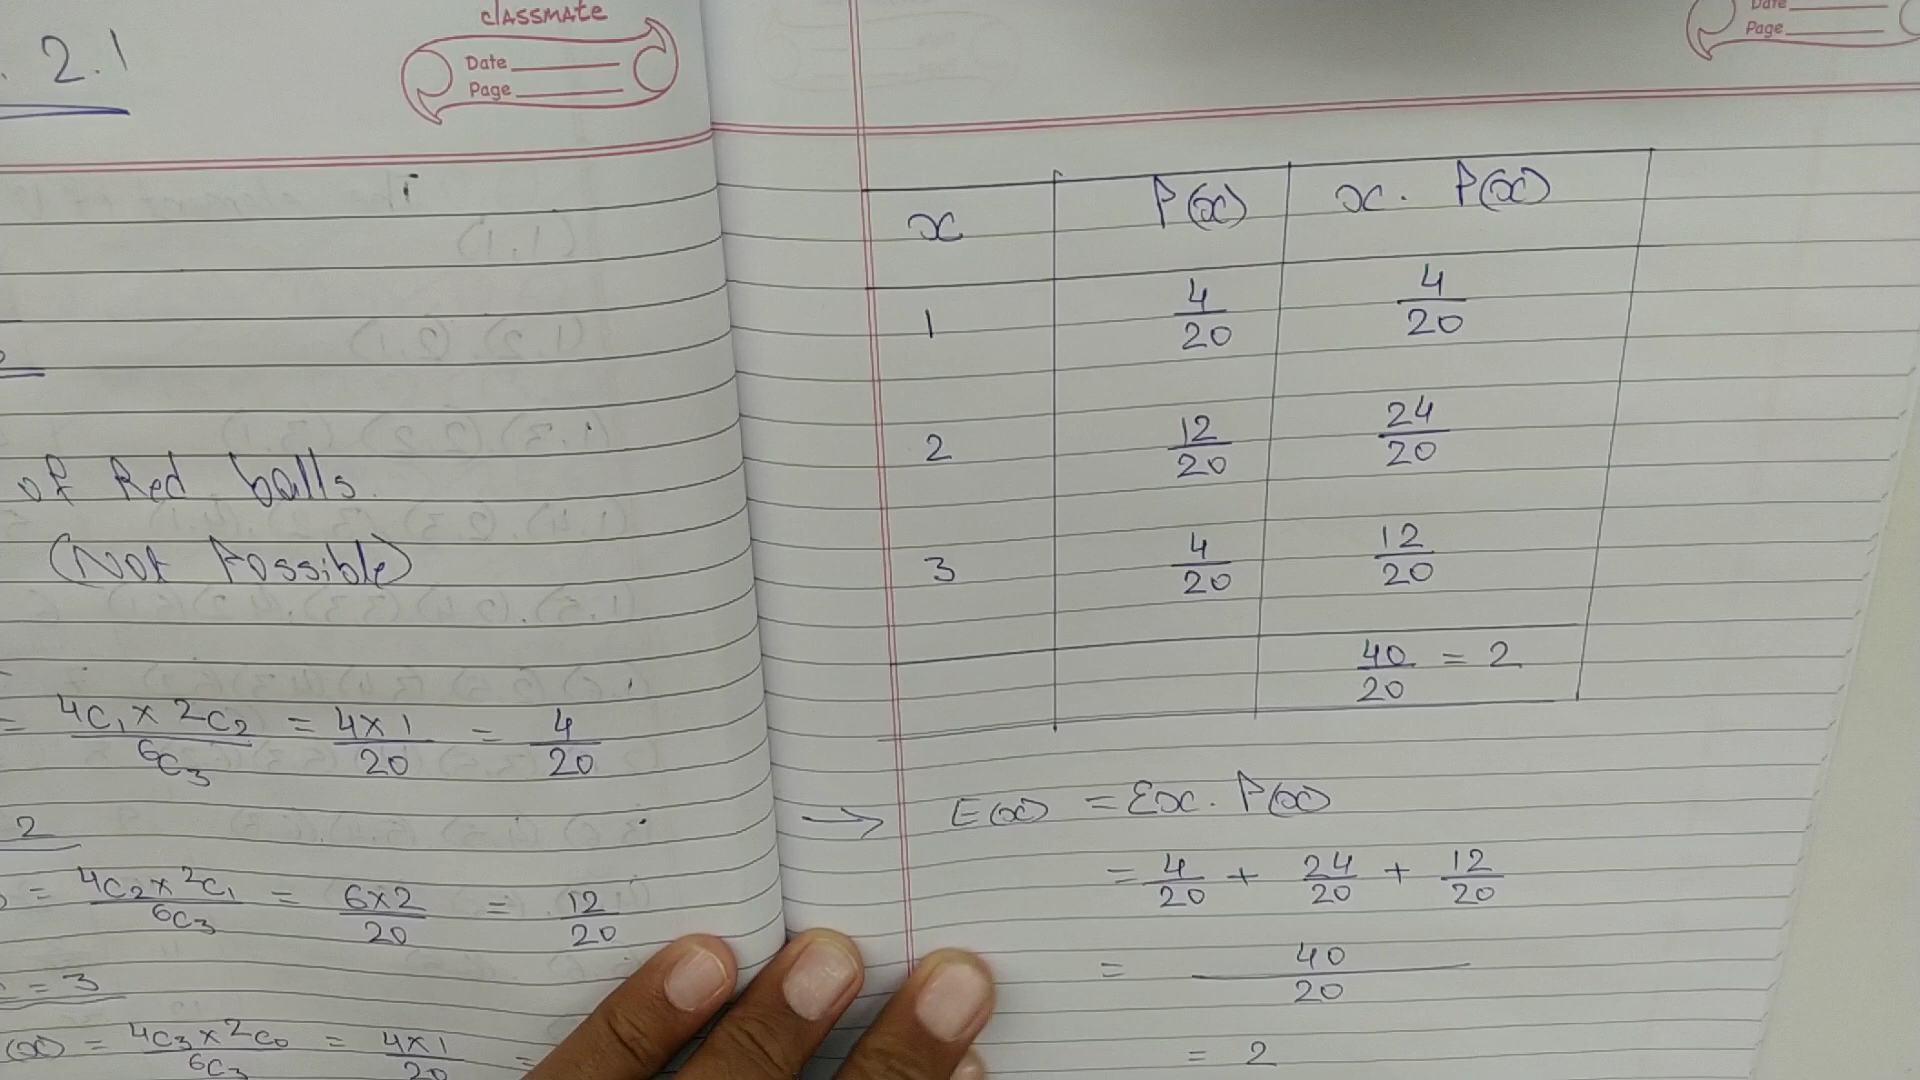 . 2.1
classmate
Date
Page
of Red balls.
(Not Possible)
= 4C1 x 2C2 / 6C3 = 4x1 / 20 = 4/20
2
= 4C2 x 2C1 / 6C3 = 6x2 / 20 = 12/20
= 3
(x) = 4C3 x 2C0 / 6C3 = 4x1 / 20 =
Date
Page
x P(x) x. P(x)
1 4/20 4/20
2 12/20 24/20
3 4/20 12/20
40/20 = 2
→ E(x) = Σx. P(x)
= 4/20 + 24/20 + 12/20
= 40/20
= 2